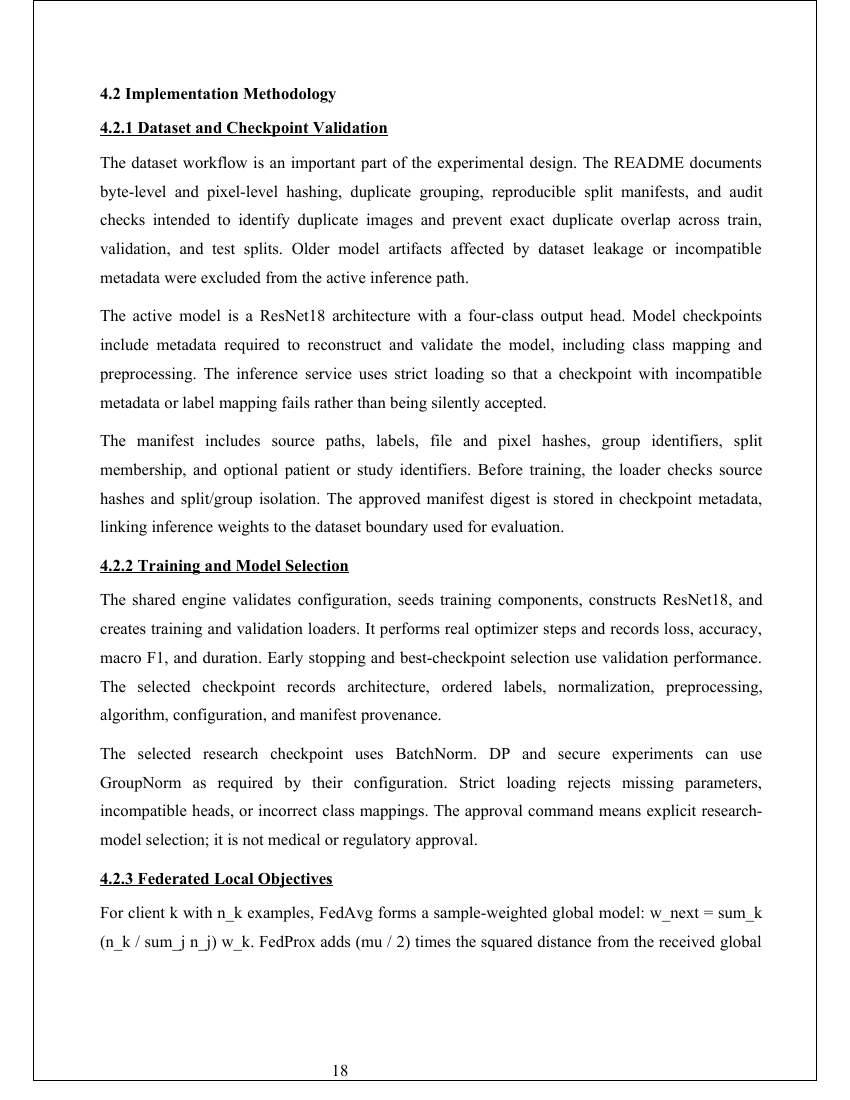 4.2 Implementation Methodology
4.2.1 Dataset and Checkpoint Validation
The dataset workflow is an important part of the experimental design. The README documents
byte-level and pixel-level hashing, duplicate grouping, reproducible split manifests, and audit
checks intended to identify duplicate images and prevent exact duplicate overlap across train,
validation, and test splits. Older model artifacts affected by dataset leakage or incompatible
metadata were excluded from the active inference path.
The active model is a ResNet18 architecture with a four-class output head. Model checkpoints
include metadata required to reconstruct and validate the model, including class mapping and
preprocessing. The inference service uses strict loading so that a checkpoint with incompatible
metadata or label mapping fails rather than being silently accepted.
The manifest includes source paths, labels, file and pixel hashes, group identifiers, split
membership, and optional patient or study identifiers. Before training, the loader checks source
hashes and split/group isolation. The approved manifest digest is stored in checkpoint metadata,
linking inference weights to the dataset boundary used for evaluation.
4.2.2 Training and Model Selection
The shared engine validates configuration, seeds training components, constructs ResNet18, and
creates training and validation loaders. It performs real optimizer steps and records loss, accuracy,
macro F1, and duration. Early stopping and best-checkpoint selection use validation performance.
The selected checkpoint records architecture, ordered labels, normalization, preprocessing,
algorithm, configuration, and manifest provenance.
The selected research checkpoint uses BatchNorm. DP and secure experiments can use
GroupNorm as required by their configuration. Strict loading rejects missing parameters,
incompatible heads, or incorrect class mappings. The approval command means explicit research-
model selection; it is not medical or regulatory approval.
4.2.3 Federated Local Objectives
For client k with n_k examples, FedAvg forms a sample-weighted global model: w_next = sum_k
(n_k / sum_j n_j) w_k. FedProx adds (mu / 2) times the squared distance from the received global
18